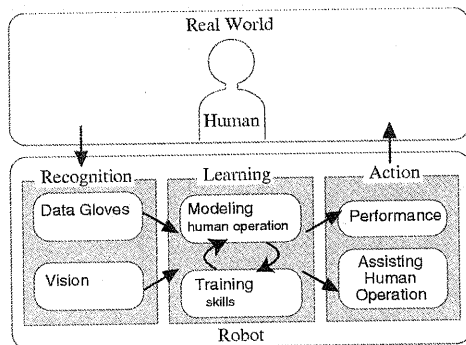 Real World
Human
Recognition
Learning
Action
Data Gloves
Modeling
human operation
Performance
Vision
Training
skills
Assisting
Human
Operation
Robot